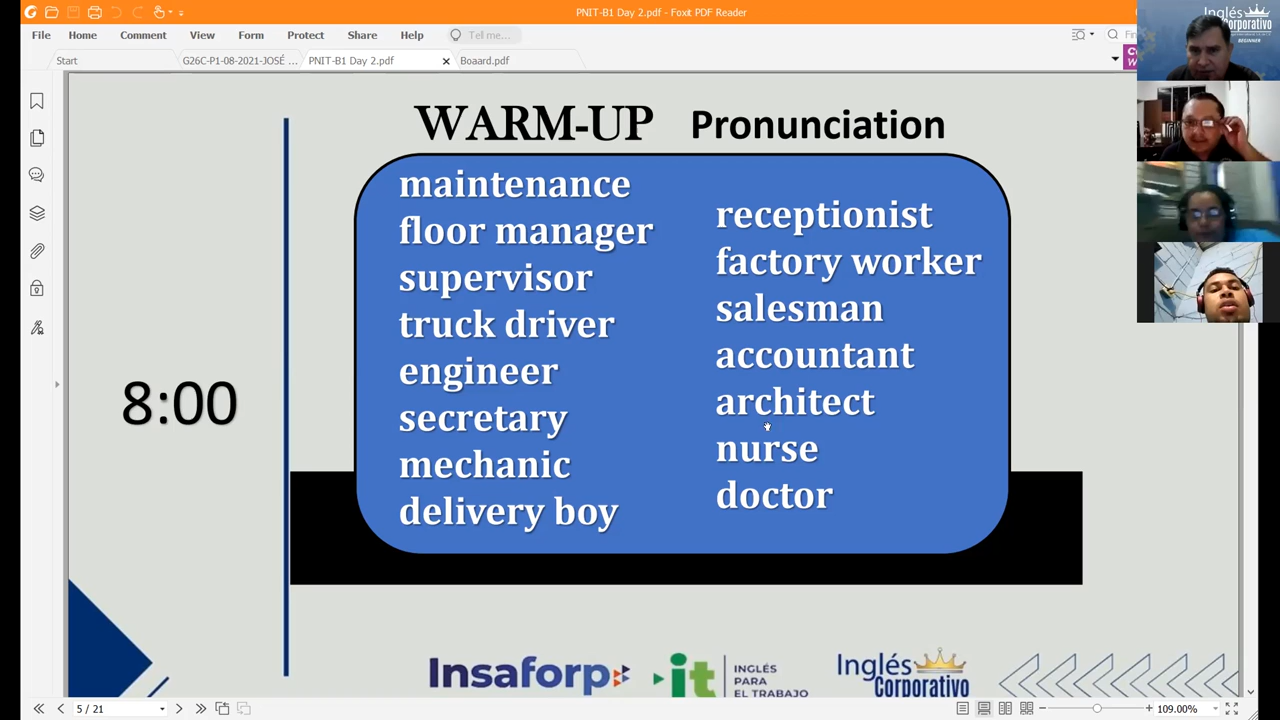 PNIT-B1 Day 2.pdf - Foxit PDF Reader
File Home Comment View Form Protect Share Help Tell me...
Start G26C-P1-08-2021-JOSÉ ... PNIT-B1 Day 2.pdf Boaard.pdf
Inglés
Corporativo
BEGINNER
WARM-UP Pronunciation
maintenance
floor manager
supervisor
truck driver
engineer
secretary
mechanic
delivery boy
receptionist
factory worker
salesman
accountant
architect
nurse
doctor
8:00
Insaforp
it
INGLÉS
PARA
EL TRABAJO
Inglés
Corporativo
5 / 21
109.00%